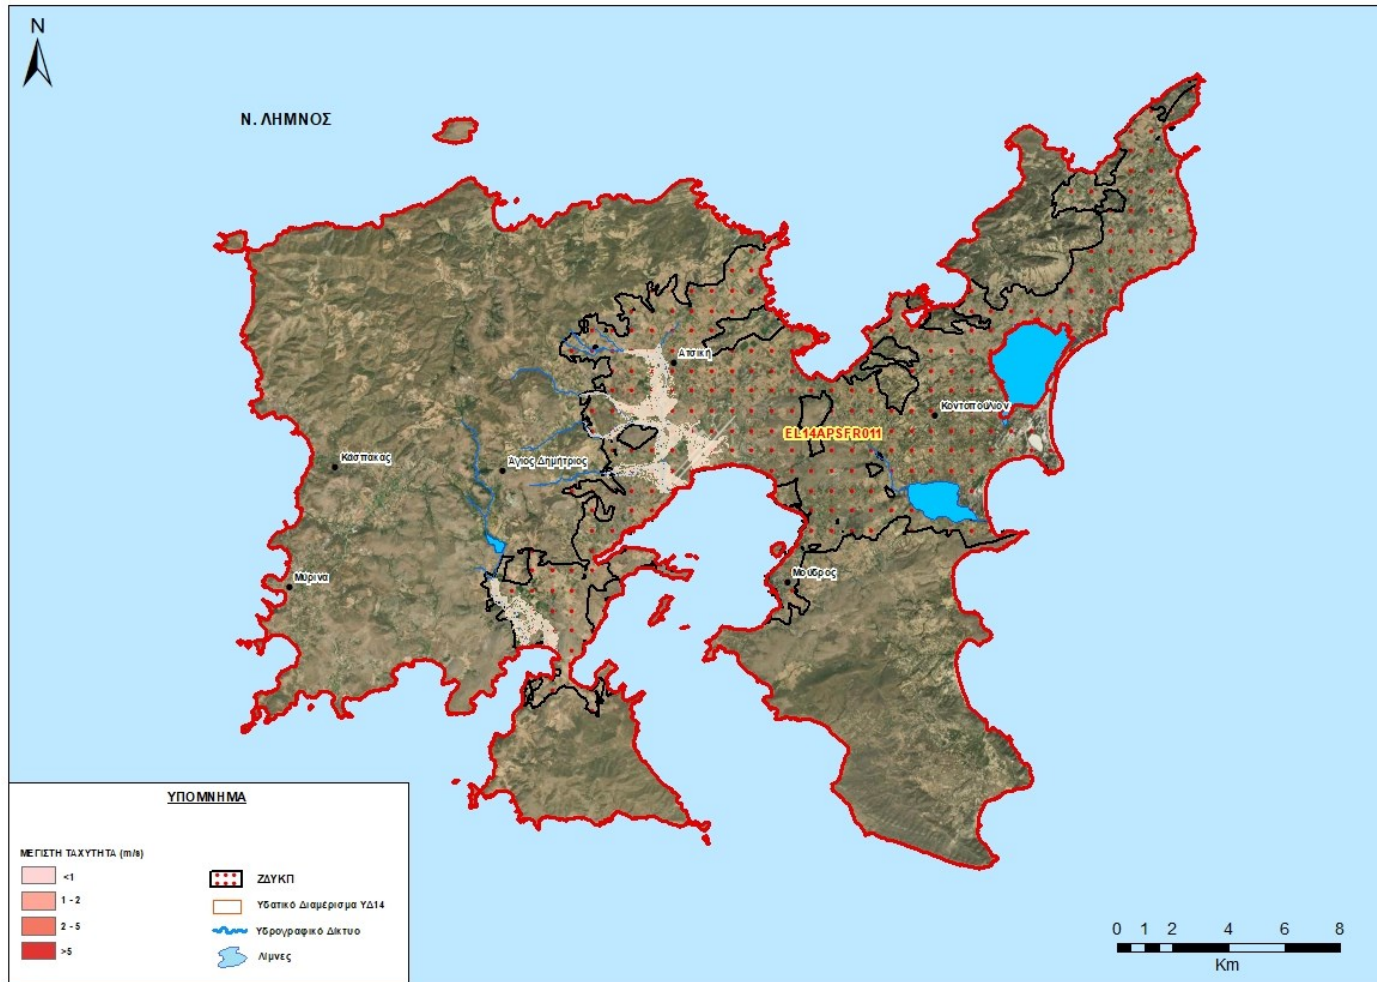 N
Ν. ΛΗΜΝΟΣ
Ατσική
Κοντοπούλιον
EL14APSFR011
Κάσπακας
Άγιος Δημήτριος
Μύρινα
Μούδρος
ΥΠΟΜΝΗΜΑ
ΜΕΓΙΣΤΗ ΤΑΧΥΤΗΤΑ (m/s)
<1
1 - 2
2 - 5
>5
ΖΔΥΚΠ
Υδατικό Διαμέρισμα ΥΔ14
Υδρογραφικό Δίκτυο
Λίμνες
0 1 2 4 6 8
Km